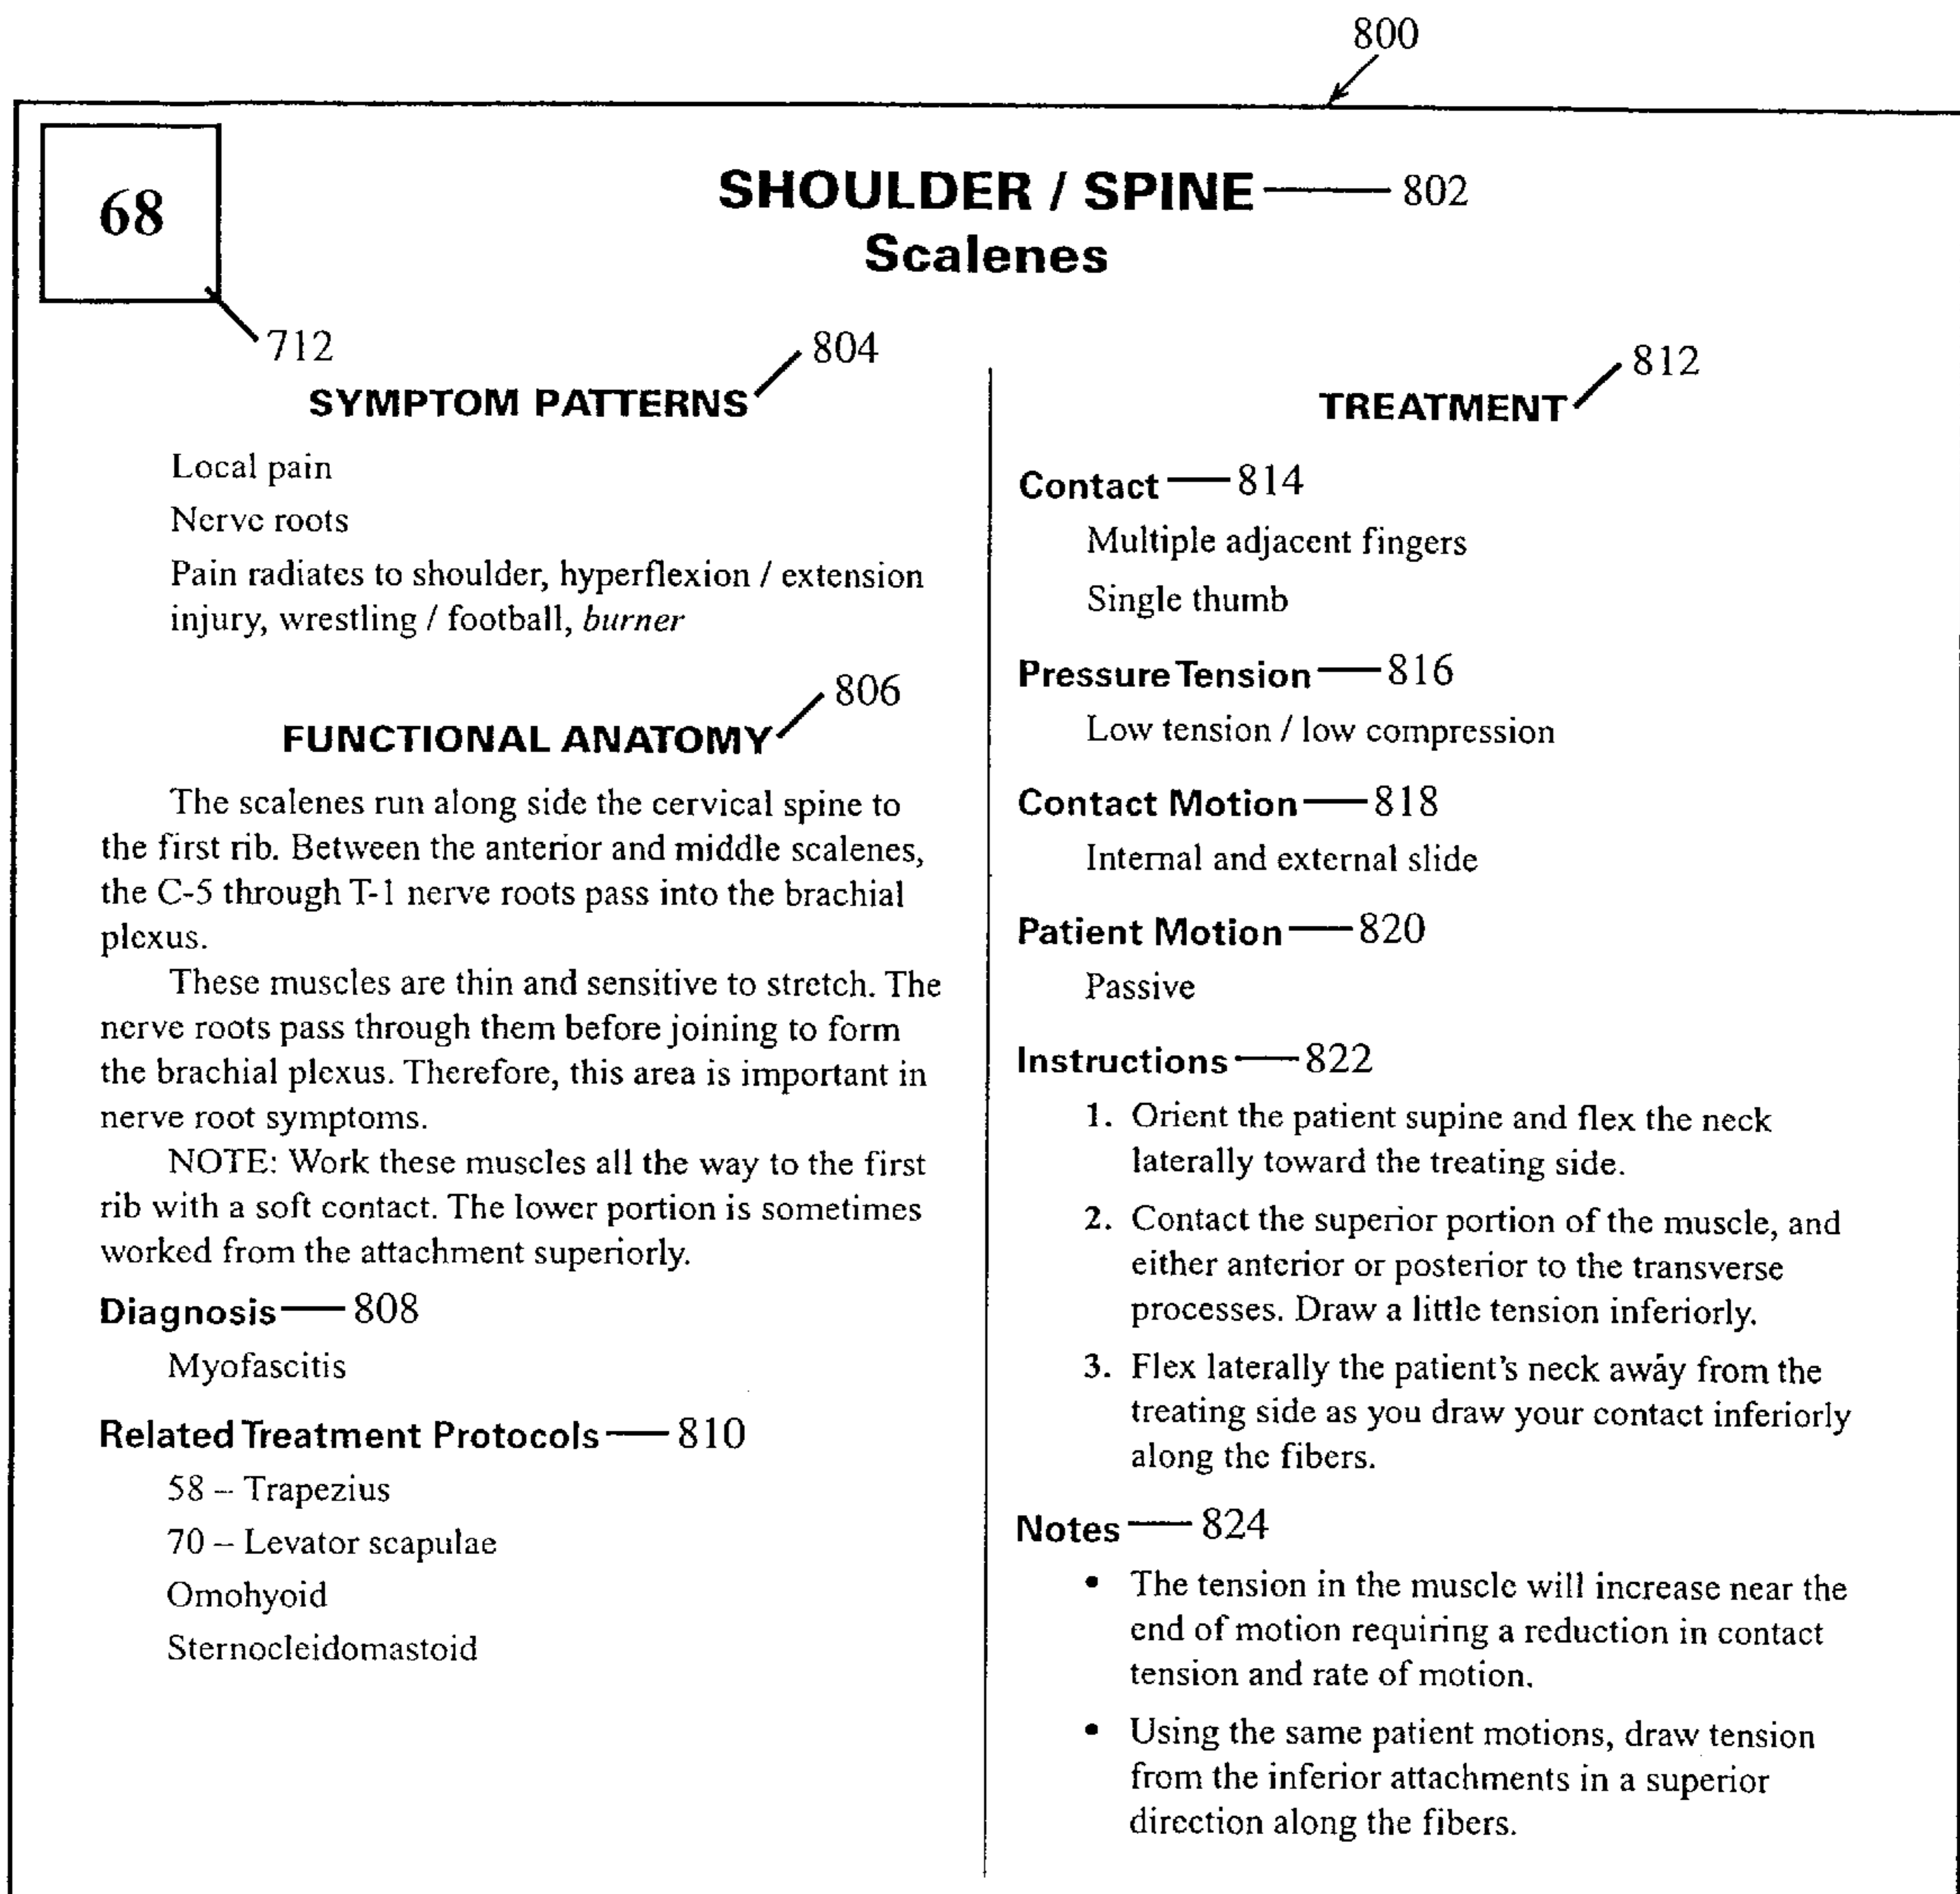 800
68
SHOULDER / SPINE 802
Scalenes
712
804
SYMPTOM PATTERNS
Local pain
Nerve roots
Pain radiates to shoulder, hyperflexion / extension
injury, wrestling / football, burner
806
FUNCTIONAL ANATOMY
The scalenes run along side the cervical spine to
the first rib. Between the anterior and middle scalenes,
the C-5 through T-1 nerve roots pass into the brachial
plexus.
These muscles are thin and sensitive to stretch. The
nerve roots pass through them before joining to form
the brachial plexus. Therefore, this area is important in
nerve root symptoms.
NOTE: Work these muscles all the way to the first
rib with a soft contact. The lower portion is sometimes
worked from the attachment superiorly.
Diagnosis 808
Myofascitis
Related Treatment Protocols 810
58 – Trapezius
70 – Levator scapulae
Omohyoid
Sternocleidomastoid
812
TREATMENT
Contact 814
Multiple adjacent fingers
Single thumb
Pressure Tension 816
Low tension / low compression
Contact Motion 818
Internal and external slide
Patient Motion 820
Passive
Instructions 822
1. Orient the patient supine and flex the neck
laterally toward the treating side.
2. Contact the superior portion of the muscle, and
either anterior or posterior to the transverse
processes. Draw a little tension inferiorly.
3. Flex laterally the patient's neck away from the
treating side as you draw your contact inferiorly
along the fibers.
Notes 824
• The tension in the muscle will increase near the
end of motion requiring a reduction in contact
tension and rate of motion.
• Using the same patient motions, draw tension
from the inferior attachments in a superior
direction along the fibers.